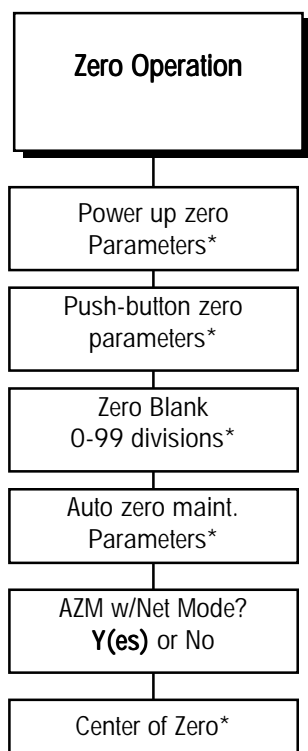 Zero Operation
Power up zero
Parameters*
Push-button zero
parameters*
Zero Blank
0-99 divisions*
Auto zero maint.
Parameters*
AZM w/Net Mode?
Y(es) or No
Center of Zero*